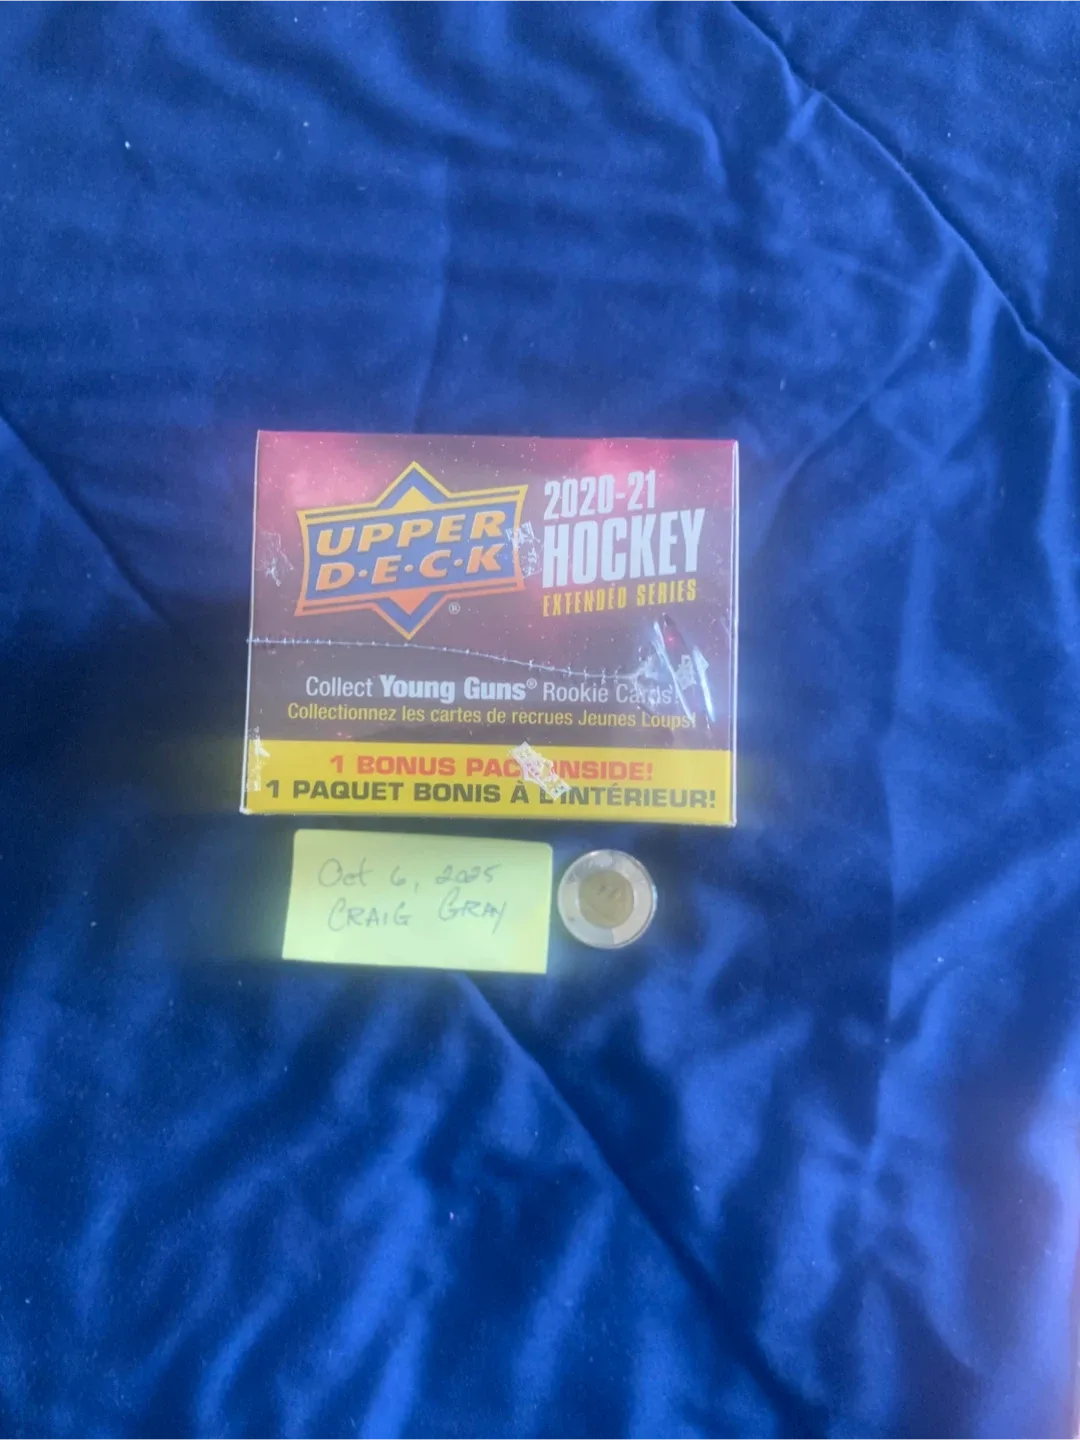 UPPER
D·E·C·K
®
2020-21
HOCKEY
EXTENDED SERIES
Collect Young Guns® Rookie Cards!
Collectionnez les cartes de recrues Jeunes Loups!
1 BONUS PACK INSIDE!
1 PAQUET BONIS À L'INTÉRIEUR!
Oct 6, 2025
CRAIG GRAY